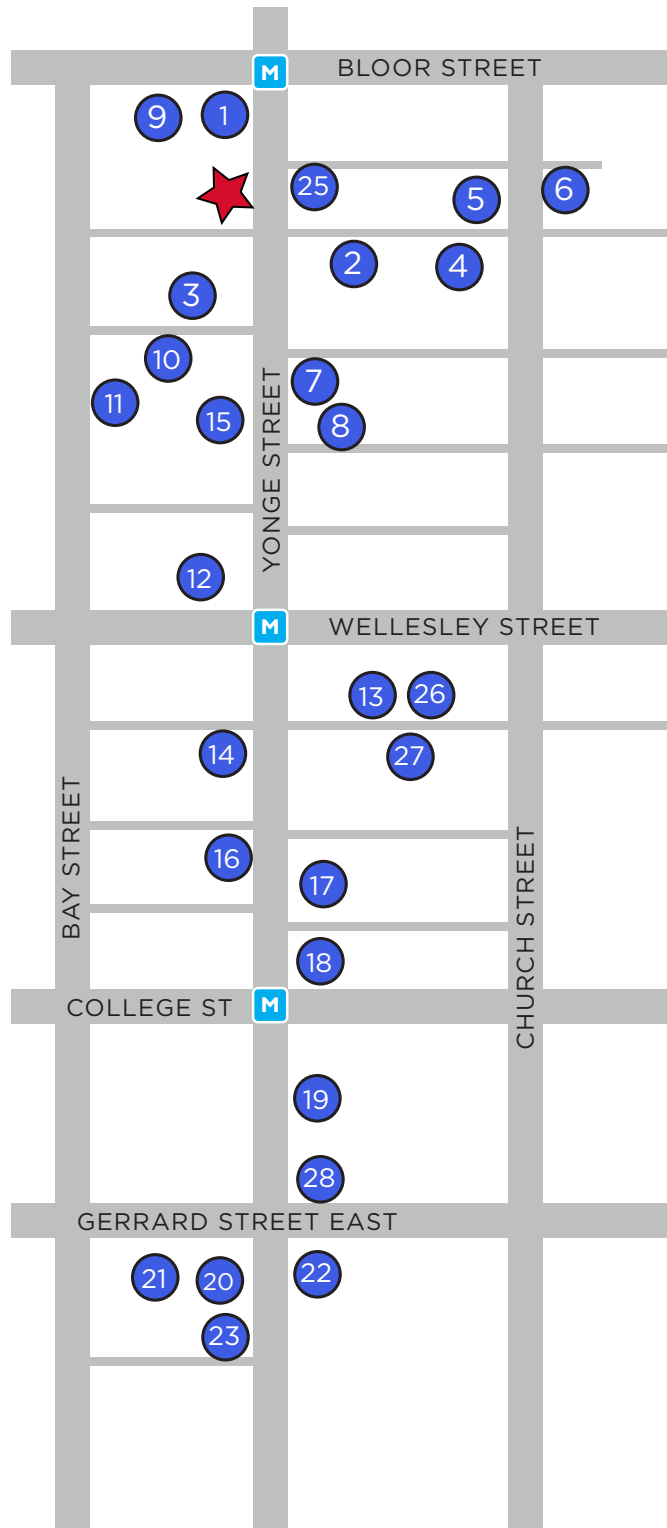 M
BLOOR STREET
9
1
25
5
6
2
4
3
10
7
11
15
8
YONGE STREET
12
M
WELLESLEY STREET
13
26
14
27
BAY STREET
16
17
CHURCH STREET
18
COLLEGE ST
M
19
28
GERRARD STREET EAST
21
20
22
23